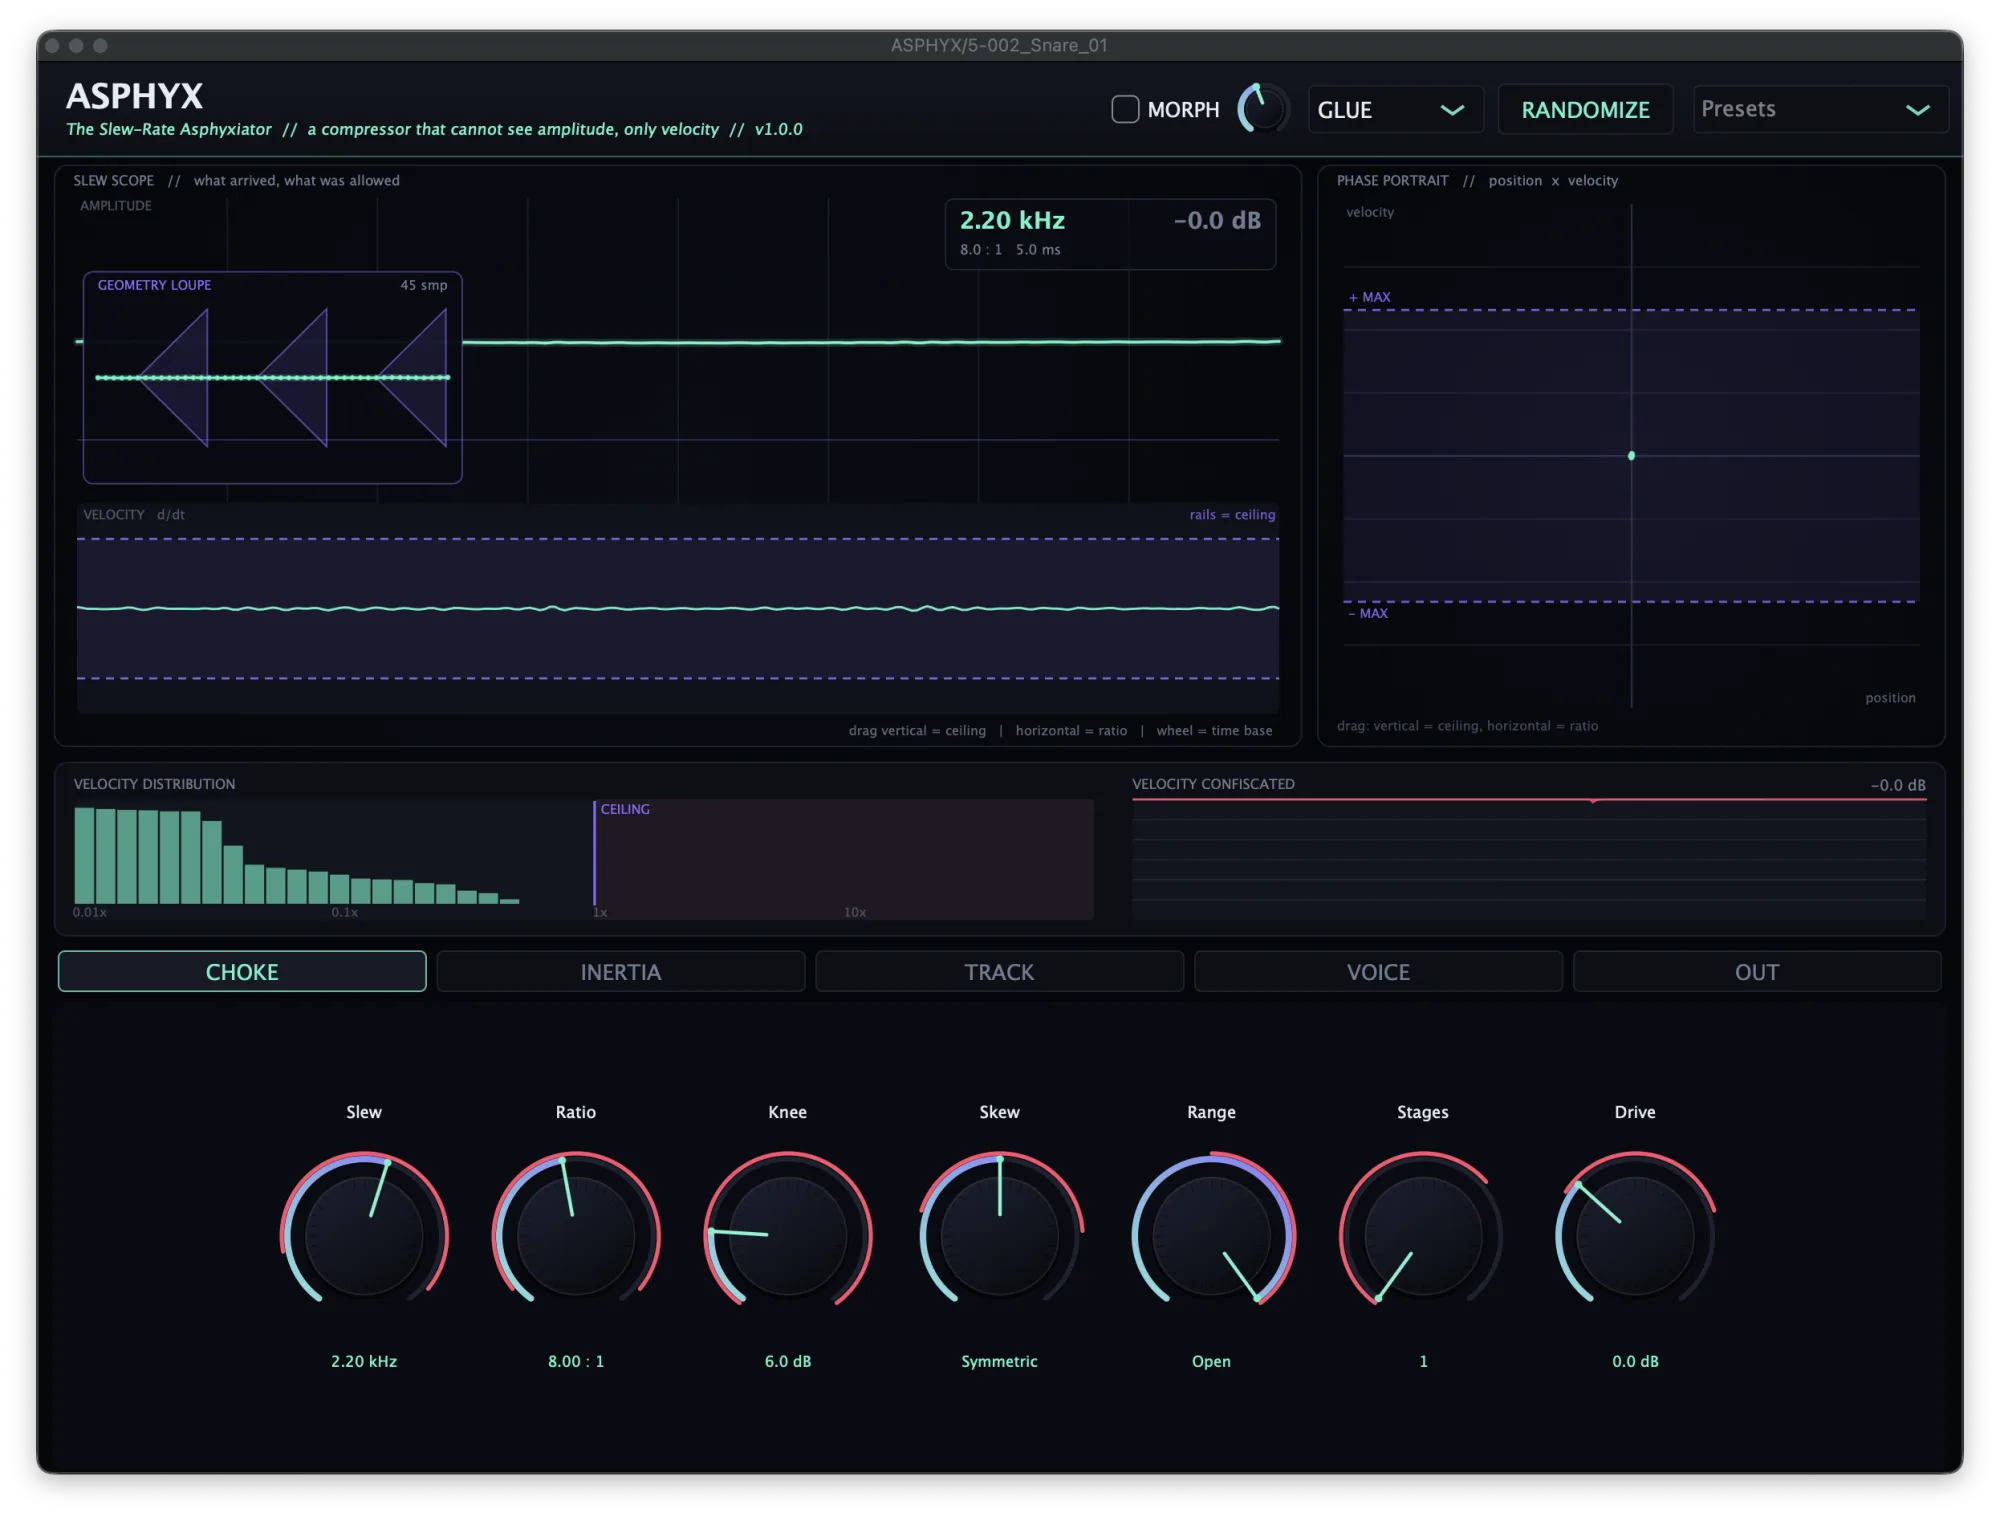 ASPHYX/5-002_Snare_01
ASPHYX
The Slew-Rate Asphyxiator // a compressor that cannot see amplitude, only velocity // v1.0.0
MORPH
GLUE
RANDOMIZE
Presets
SLEW SCOPE // what arrived, what was allowed
AMPLITUDE
2.20 kHz
-0.0 dB
8.0 : 1 5.0 ms
GEOMETRY LOUPE
45 smp
VELOCITY d/dt
rails = ceiling
drag vertical = ceiling | horizontal = ratio | wheel = time base
PHASE PORTRAIT // position x velocity
velocity
+ MAX
- MAX
position
drag: vertical = ceiling, horizontal = ratio
VELOCITY DISTRIBUTION
CEILING
0.01x
0.1x
1x
10x
VELOCITY CONFISCATED
-0.0 dB
CHOKE
INERTIA
TRACK
VOICE
OUT
Slew
Ratio
Knee
Skew
Range
Stages
Drive
2.20 kHz
8.00 : 1
6.0 dB
Symmetric
Open
1
0.0 dB